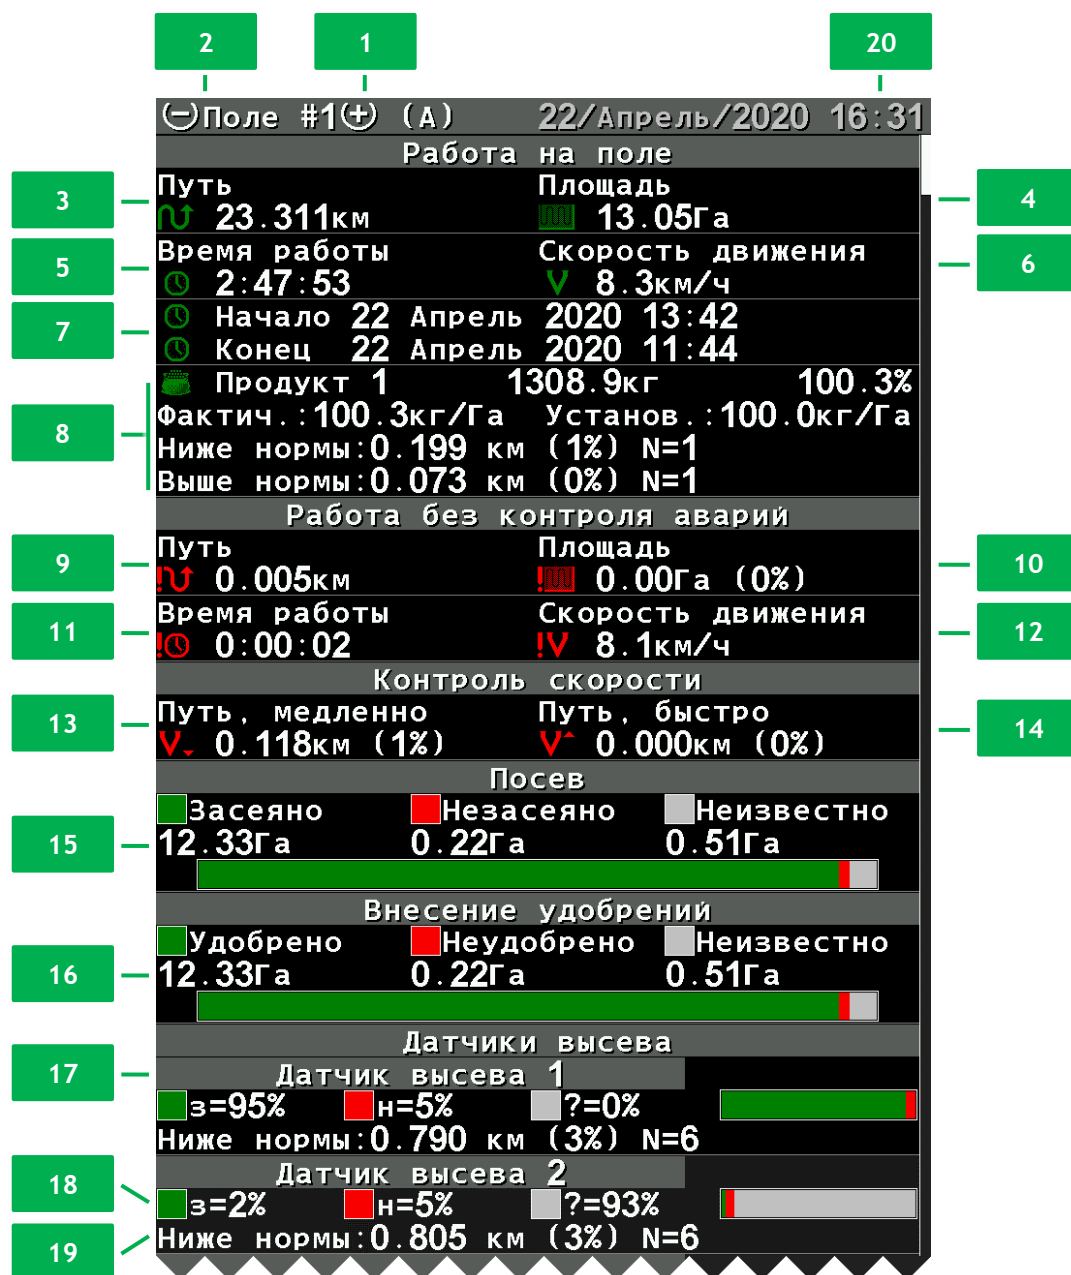 2 1 20
Поле #1 (A) 22/Апрель/2020 16:31
Работа на поле
3 Путь Площадь 4
23.311км 13.05Га
5 Время работы Скорость движения 6
2:47:53 V 8.3км/ч
7 Начало 22 Апрель 2020 13:42
Конец 22 Апрель 2020 11:44
8 Продукт 1 1308.9кг 100.3%
Фактич.:100.3кг/Га Установ.:100.0кг/Га
Ниже нормы:0.199 км (1%) N=1
Выше нормы:0.073 км (0%) N=1
Работа без контроля аварий
9 Путь Площадь 10
! 0.005км ! 0.00Га (0%)
11 Время работы Скорость движения 12
! 0:00:02 !V 8.1км/ч
Контроль скорости
13 Путь, медленно Путь, быстро 14
V 0.118км (1%) V 0.000км (0%)
Посев
Засеяно Незасеяно Неизвестно
15 12.33Га 0.22Га 0.51Га
Внесение удобрений
Удобрено Неудобрено Неизвестно
16 12.33Га 0.22Га 0.51Га
Датчики высева
17 Датчик высева 1
з=95% н=5% ?=0%
Ниже нормы:0.790 км (3%) N=6
Датчик высева 2
18 з=2% н=5% ?=93%
19 Ниже нормы:0.805 км (3%) N=6